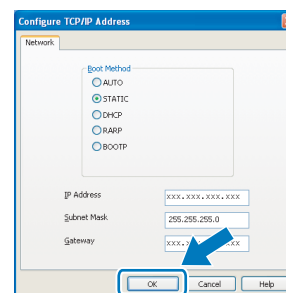 Configure TCP/IP Address
Network
Boot Method
AUTO
STATIC
DHCP
RARP
BOOTP
IP Address xxx.xxx.xxx.xxx
Subnet Mask 255.255.255.0
Gateway
OK Cancel Help